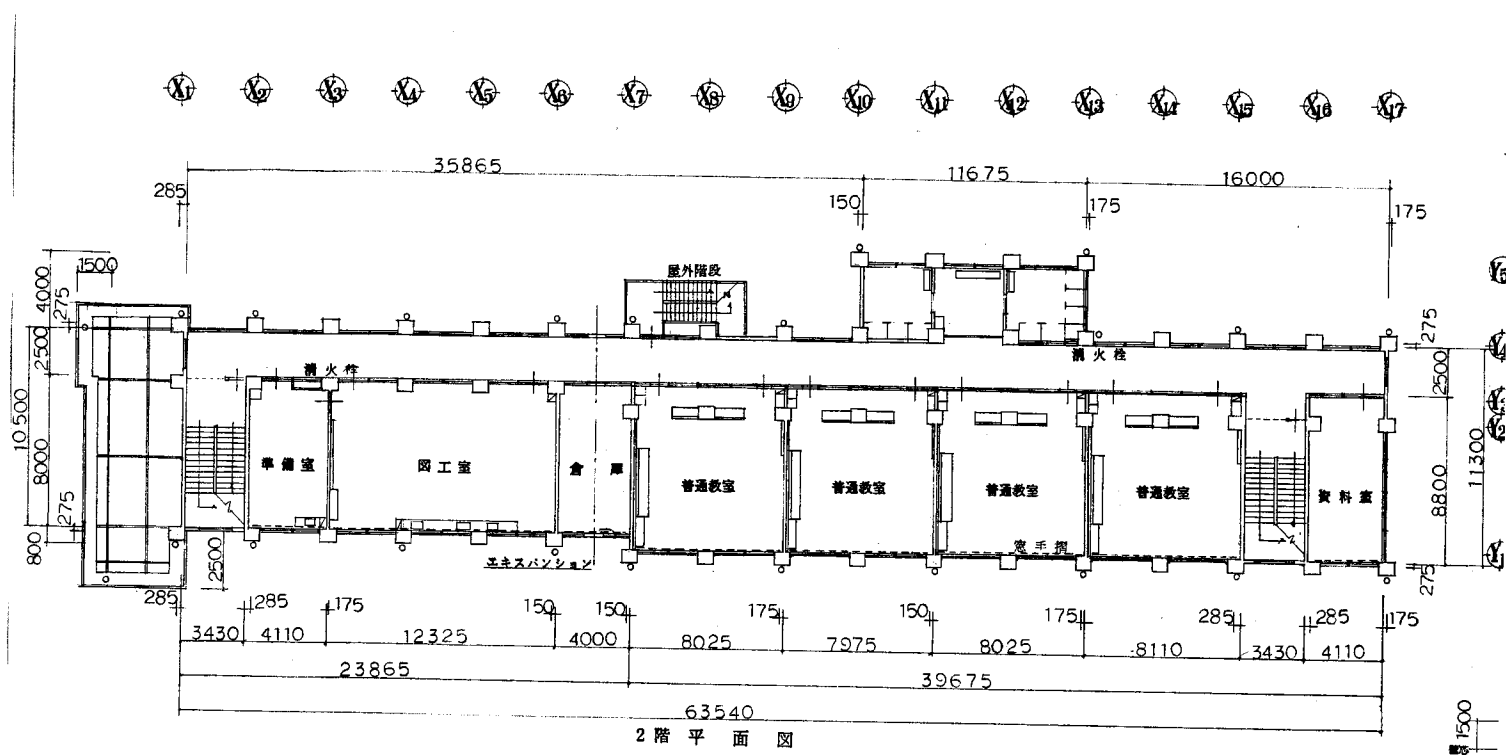 X1 X2 X3 X4 X5 X6 X7 X8 X9 X10 X11 X12 X13 X14 X15 X16 X17
35865 11675 16000
285 150 175 175
1500 屋外階段 Y5
4000
275 275
2500 消火栓 消火栓 Y4
2500
Y3
Y2
10500 8000 準備室 図工室 倉庫 普通教室 普通教室 普通教室 普通教室 資料室 8800 11300
275
800 2500 エキスパンション 窓手摺 275 Y1
285 285 175 150 150 175 150 175 285 285 175
3430 4110 12325 4000 8025 7975 8025 8110 3430 4110
23865 39675
63540
2階平面図
1500